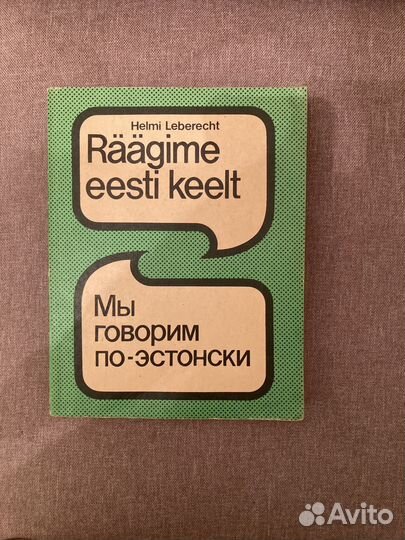 Helmi Leberecht
Räägime
eesti keelt
Мы
говорим
по-эстонски
Avito